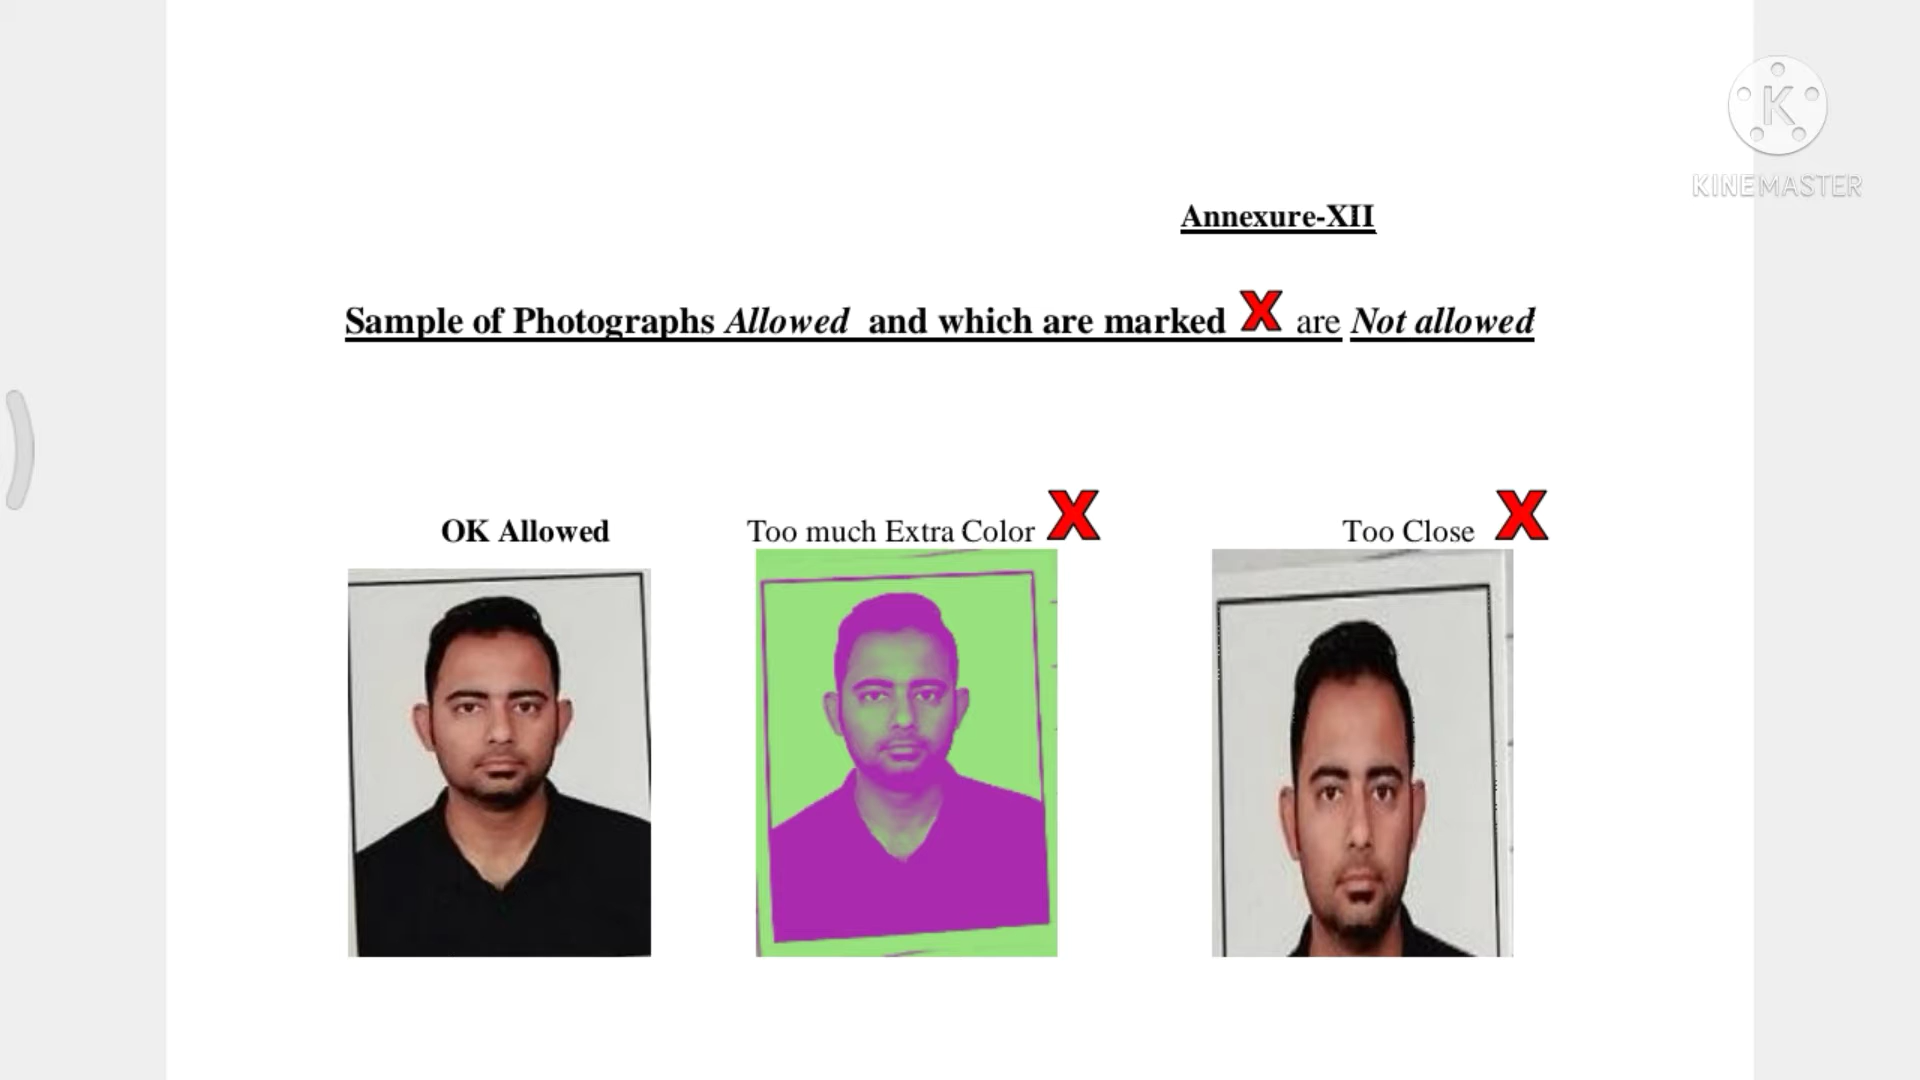 K
KINEMASTER
Annexure-XII
Sample of Photographs Allowed and which are marked X are Not allowed
OK Allowed
Too much Extra Color X
Too Close X